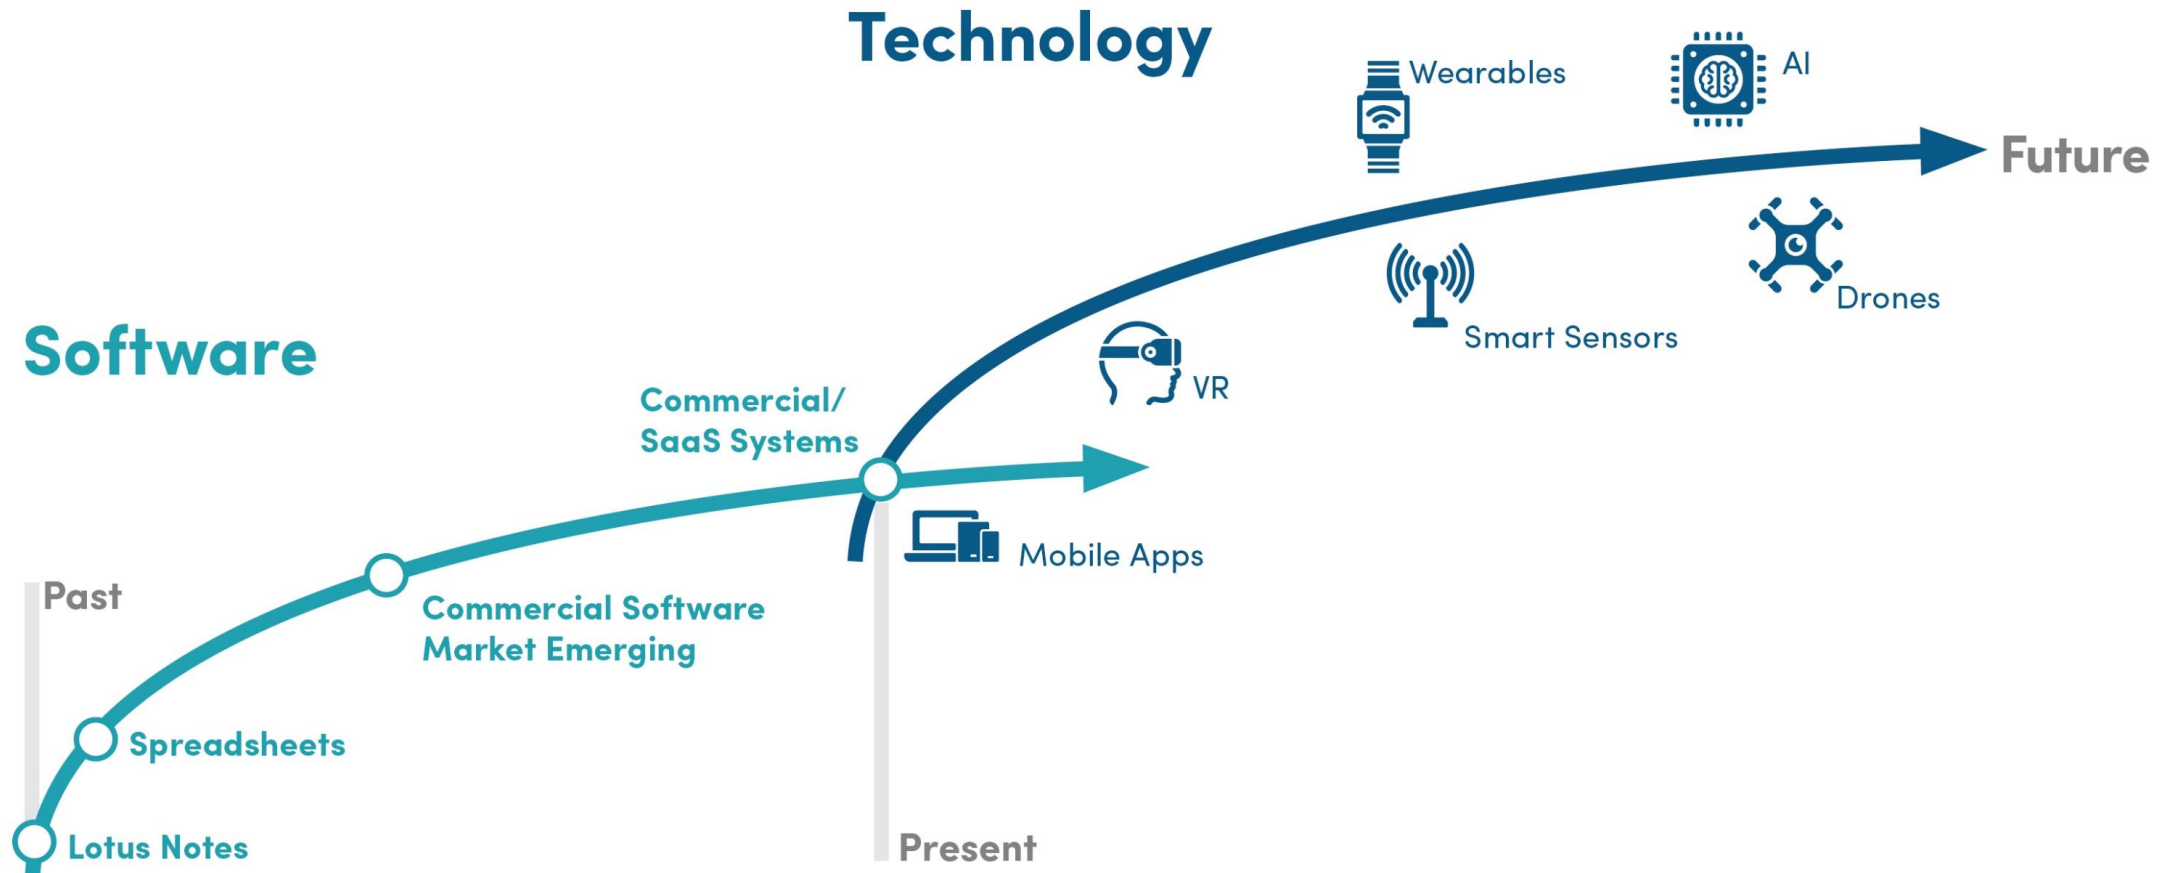 Technology
Wearables
AI
Future
Drones
Smart Sensors
Software
VR
Commercial/
SaaS Systems
Mobile Apps
Past
Commercial Software
Market Emerging
Spreadsheets
Lotus Notes
Present